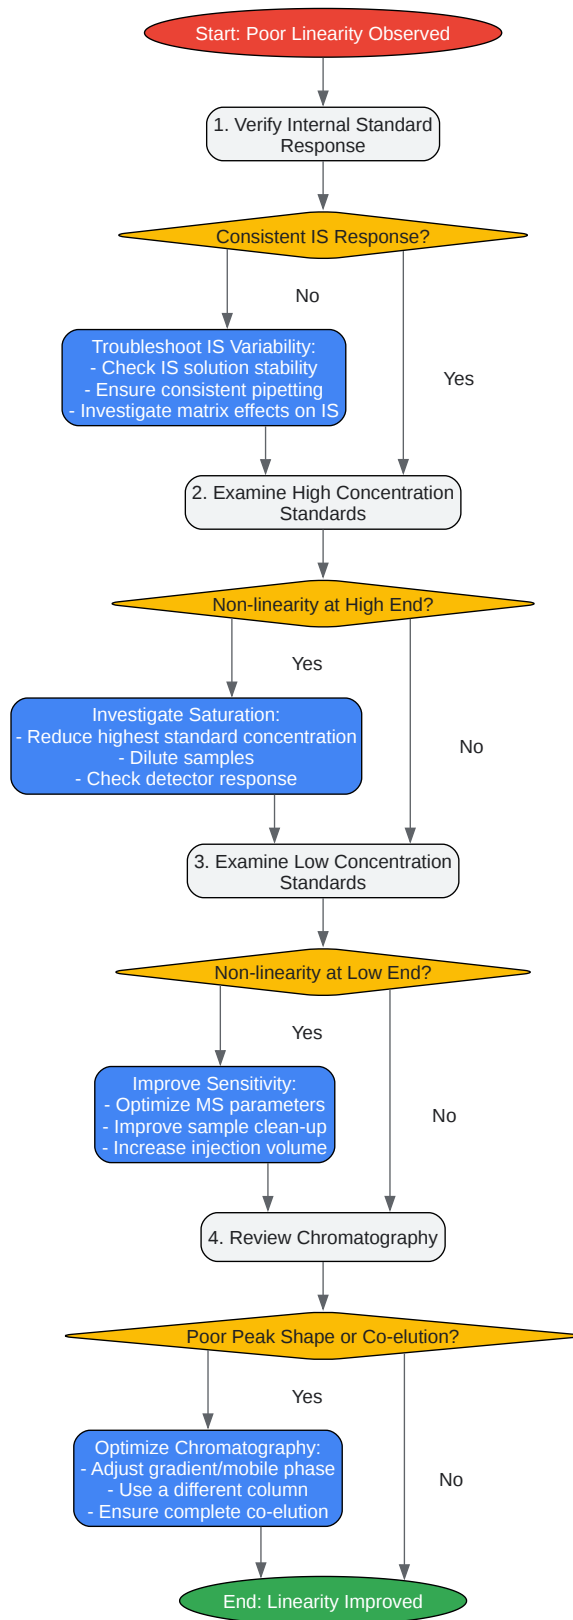 Start: Poor Linearity Observed
1. Verify Internal Standard
Response
Consistent IS Response?
No
Troubleshoot IS Variability:
- Check IS solution stability
- Ensure consistent pipetting
- Investigate matrix effects on IS
Yes
2. Examine High Concentration
Standards
Non-linearity at High End?
Yes
Investigate Saturation:
- Reduce highest standard concentration
- Dilute samples
- Check detector response
No
3. Examine Low Concentration
Standards
Non-linearity at Low End?
Yes
Improve Sensitivity:
- Optimize MS parameters
- Improve sample clean-up
- Increase injection volume
No
4. Review Chromatography
Poor Peak Shape or Co-elution?
Yes
Optimize Chromatography:
- Adjust gradient/mobile phase
- Use a different column
- Ensure complete co-elution
No
End: Linearity Improved